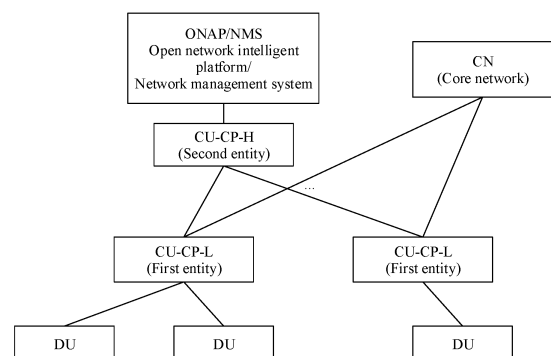 ONAP/NMS
Open network intelligent
platform/
Network management system
CN
(Core network)
CU-CP-H
(Second entity)
...
CU-CP-L
(First entity)
CU-CP-L
(First entity)
DU
DU
DU